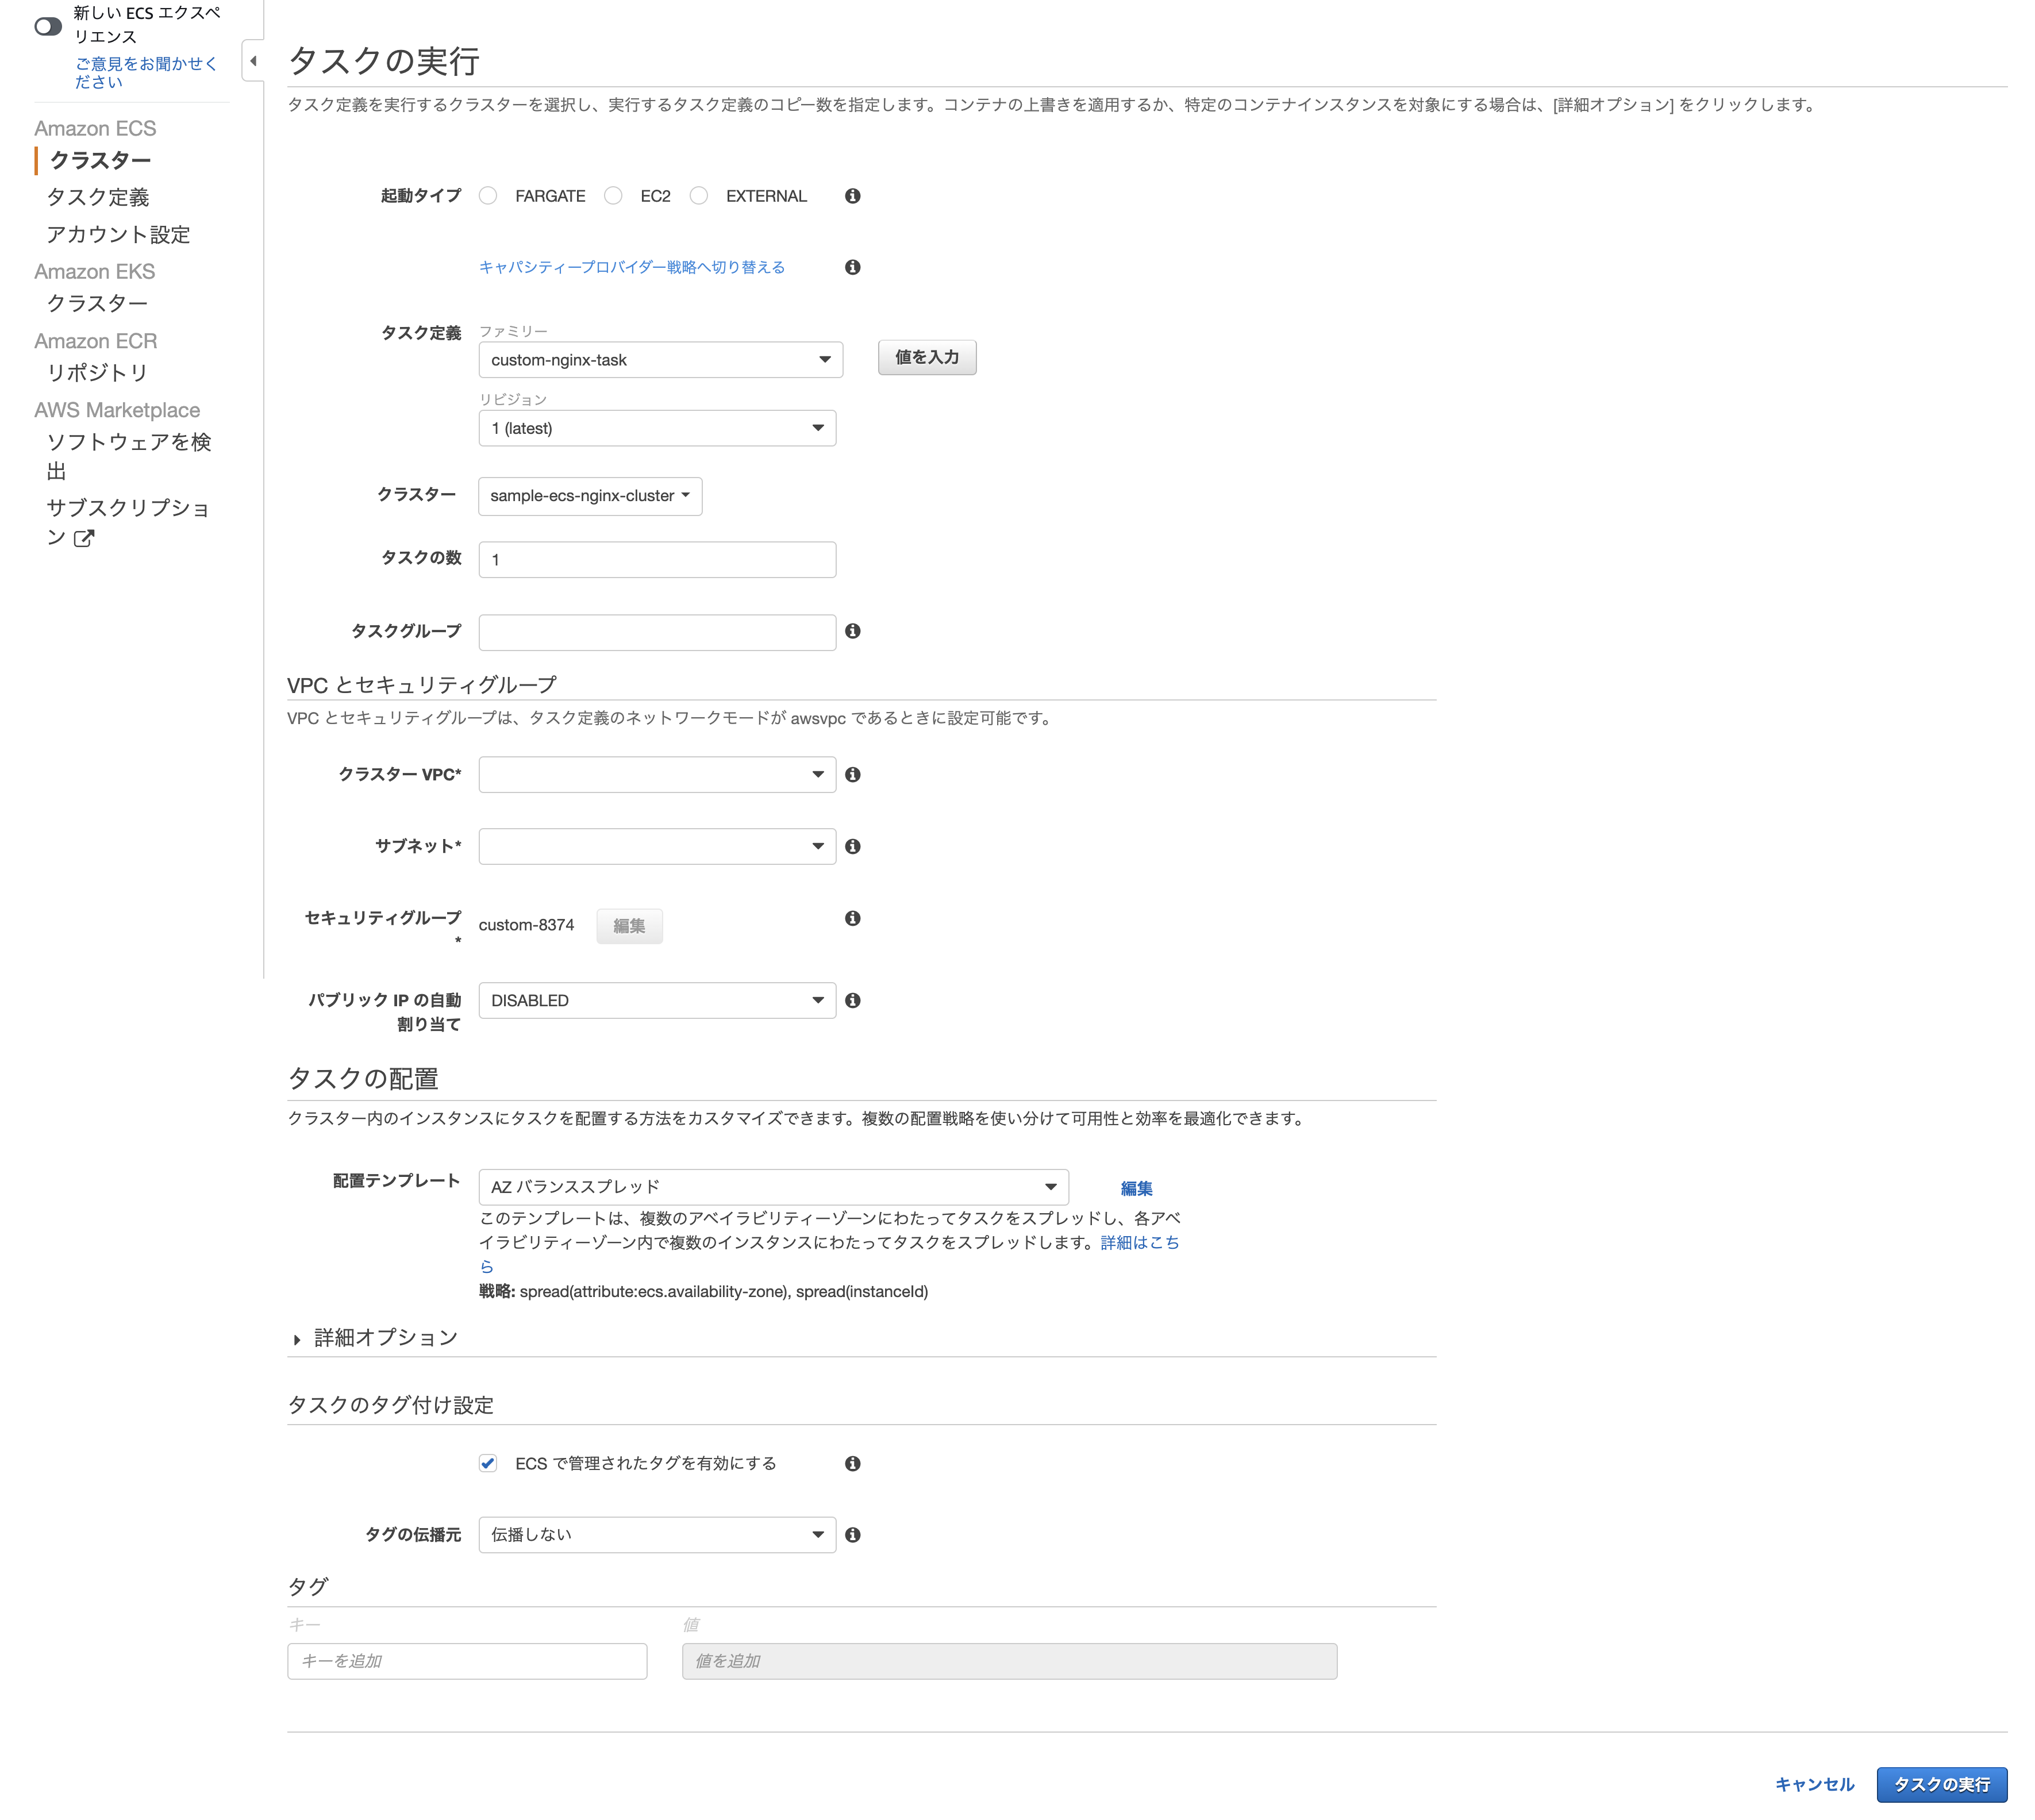 新しい ECS エクスペ
リエンス
ご意見をお聞かせく
ださい
Amazon ECS
クラスター
タスク定義
アカウント設定
Amazon EKS
クラスター
Amazon ECR
リポジトリ
AWS Marketplace
ソフトウェアを検
出
サブスクリプショ
ン
タスクの実行
タスク定義を実行するクラスターを選択し、実行するタスク定義のコピー数を指定します。コンテナの上書きを適用するか、特定のコンテナインスタンスを対象にする場合は、[詳細オプション] をクリックします。
起動タイプ FARGATE EC2 EXTERNAL
キャパシティープロバイダー戦略へ切り替える
タスク定義 ファミリー
custom-nginx-task 値を入力
リビジョン
1 (latest)
クラスター sample-ecs-nginx-cluster
タスクの数 1
タスクグループ
VPC とセキュリティグループ
VPC とセキュリティグループは、タスク定義のネットワークモードが awsvpc であるときに設定可能です。
クラスター VPC*
サブネット*
セキュリティグループ custom-8374 編集
*
パブリック IP の自動 DISABLED
割り当て
タスクの配置
クラスター内のインスタンスにタスクを配置する方法をカスタマイズできます。複数の配置戦略を使い分けて可用性と効率を最適化できます。
配置テンプレート AZ バランススプレッド 編集
このテンプレートは、複数のアベイラビリティーゾーンにわたってタスクをスプレッドし、各アベ
イラビリティーゾーン内で複数のインスタンスにわたってタスクをスプレッドします。詳細はこち
ら
戦略: spread(attribute:ecs.availability-zone), spread(instanceId)
詳細オプション
タスクのタグ付け設定
ECS で管理されたタグを有効にする
タグの伝播元 伝播しない
タグ
キー 値
キーを追加 値を追加
キャンセル タスクの実行